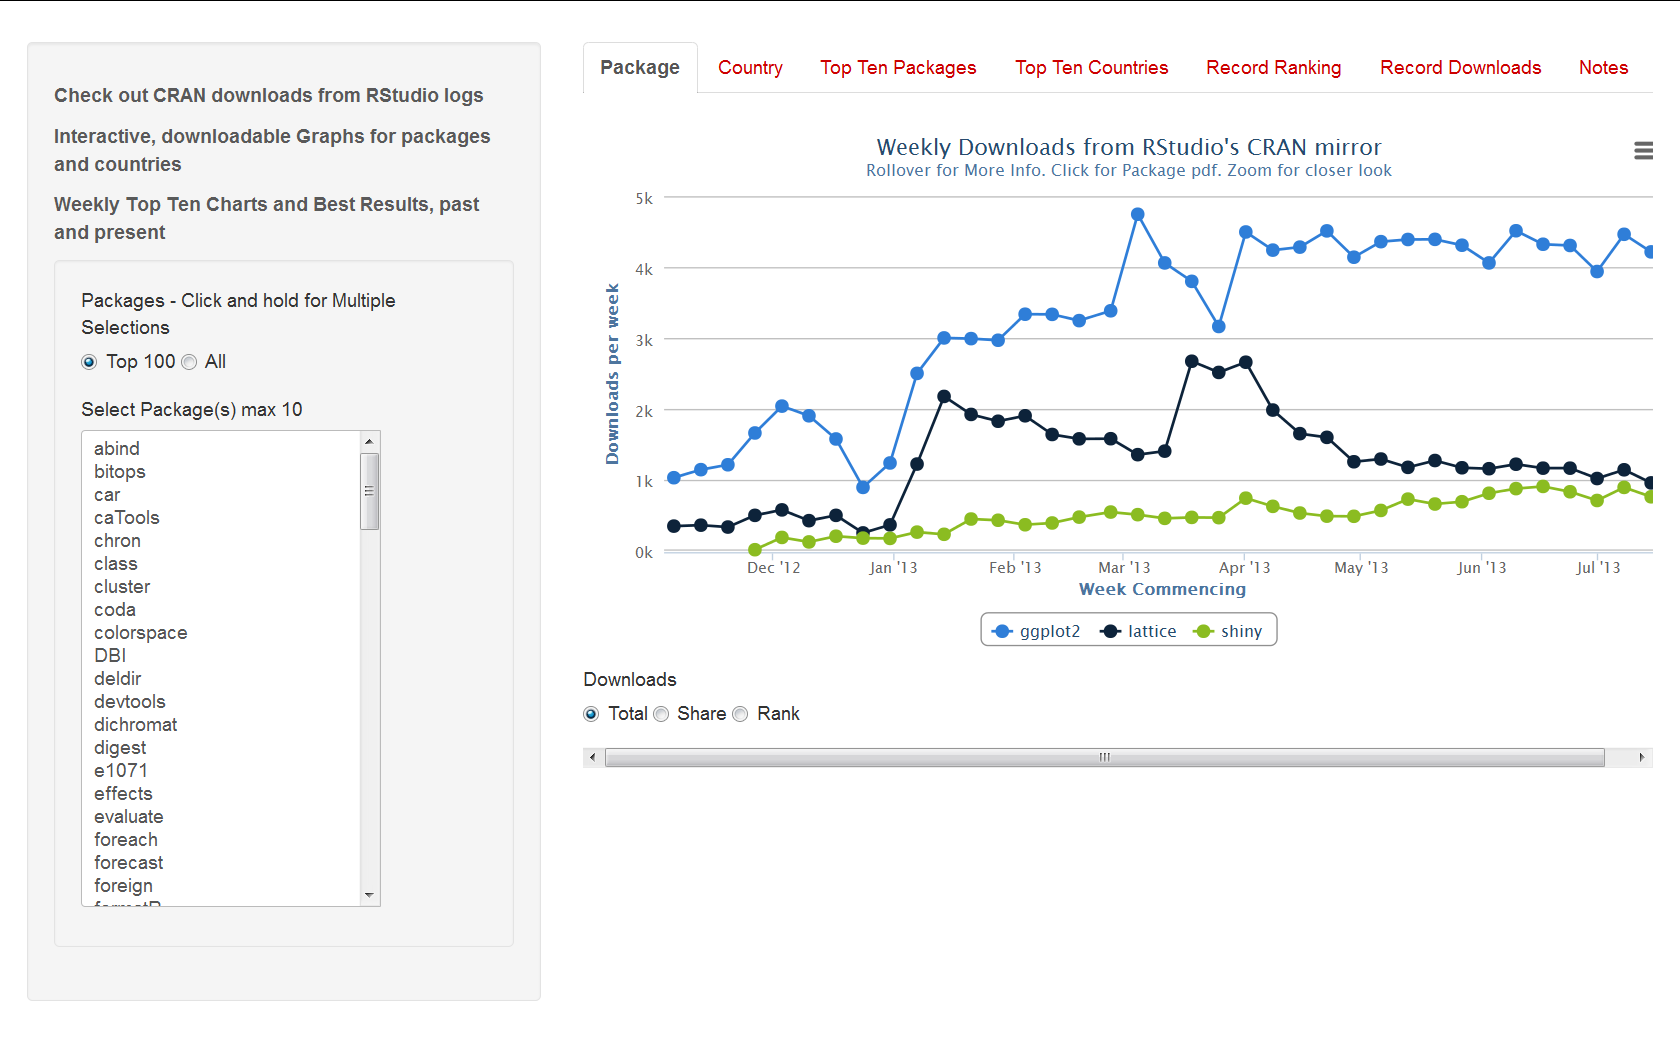 Check out CRAN downloads from RStudio logs
Interactive, downloadable Graphs for packages
and countries
Weekly Top Ten Charts and Best Results, past
and present
Packages - Click and hold for Multiple
Selections
Top 100 All
Select Package(s) max 10
abind
bitops
car
caTools
chron
class
cluster
coda
colorspace
DBI
deldir
devtools
dichromat
digest
e1071
effects
evaluate
foreach
forecast
foreign
Package Country Top Ten Packages Top Ten Countries Record Ranking Record Downloads Notes
Weekly Downloads from RStudio's CRAN mirror
Rollover for More Info. Click for Package pdf. Zoom for closer look
Downloads per week
5k
4k
3k
2k
1k
0k
Dec '12 Jan '13 Feb '13 Mar '13 Apr '13 May '13 Jun '13 Jul '13
Week Commencing
ggplot2 lattice shiny
Downloads
Total Share Rank